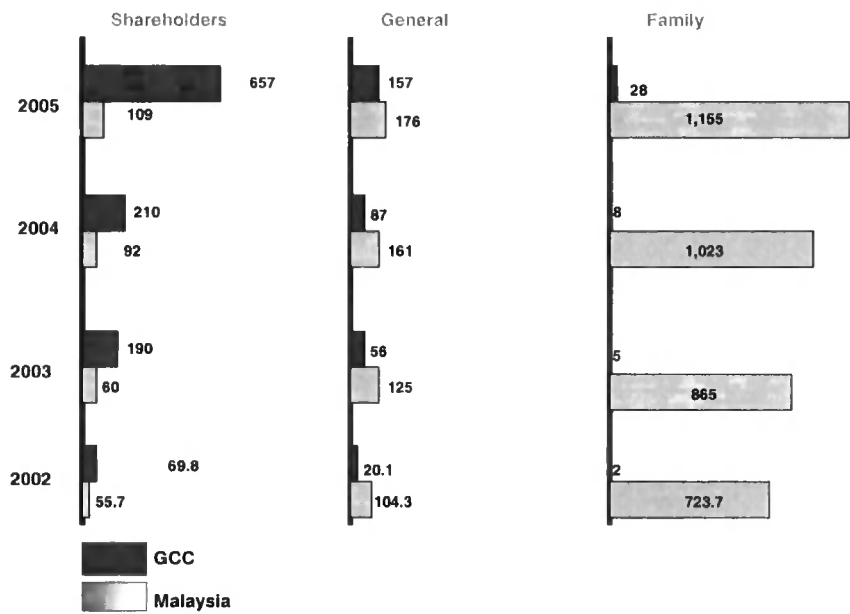 Shareholders General Family
657 157 28
2005 109 176 1,155
210 87 8
2004 92 161 1,023
190 56 5
2003 60 125 865
69.8 20.1 2
2002 55.7 104.3 723.7
GCC
Malaysia